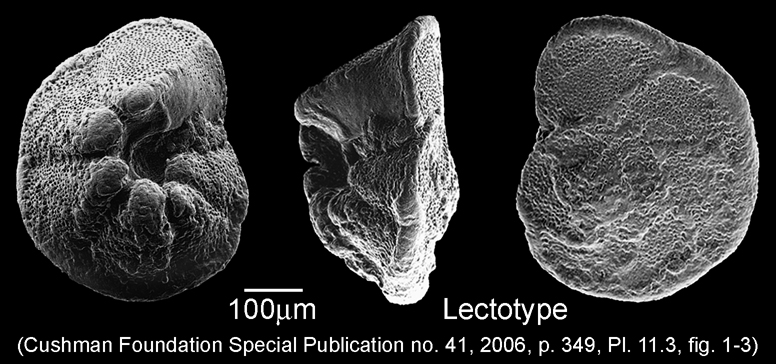 100μm
Lectotype
(Cushman Foundation Special Publication no. 41, 2006, p. 349, Pl. 11.3, fig. 1-3)